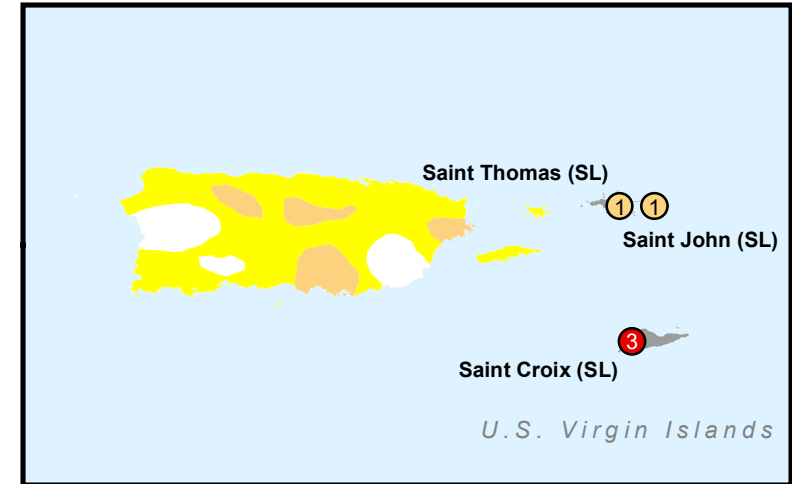 Saint Thomas (SL)
1 1
Saint John (SL)
3
Saint Croix (SL)
U.S. Virgin Islands